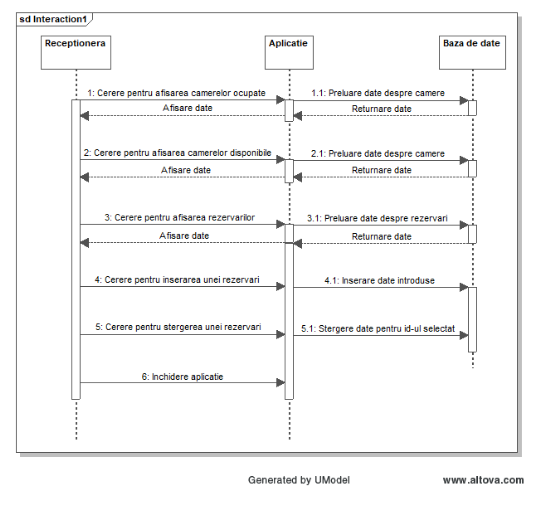 sd Interaction1
Receptionera
Aplicatie
Baza de date
1: Cerere pentru afisarea camerelor ocupate
1.1: Preluare date despre camere
Afisare date
Returnare date
2: Cerere pentru afisarea camerelor disponibile
2.1: Preluare date despre camere
Afisare date
Returnare date
3: Cerere pentru afisarea rezervarilor
3.1: Preluare date despre rezervari
Afisare date
Returnare date
4: Cerere pentru inserarea unei rezervari
4.1: Inserare date introduse
5: Cerere pentru stergerea unei rezervari
5.1: Stergere date pentru id-ul selectat
6: Inchidere aplicatie
Generated by UModel
www.altova.com